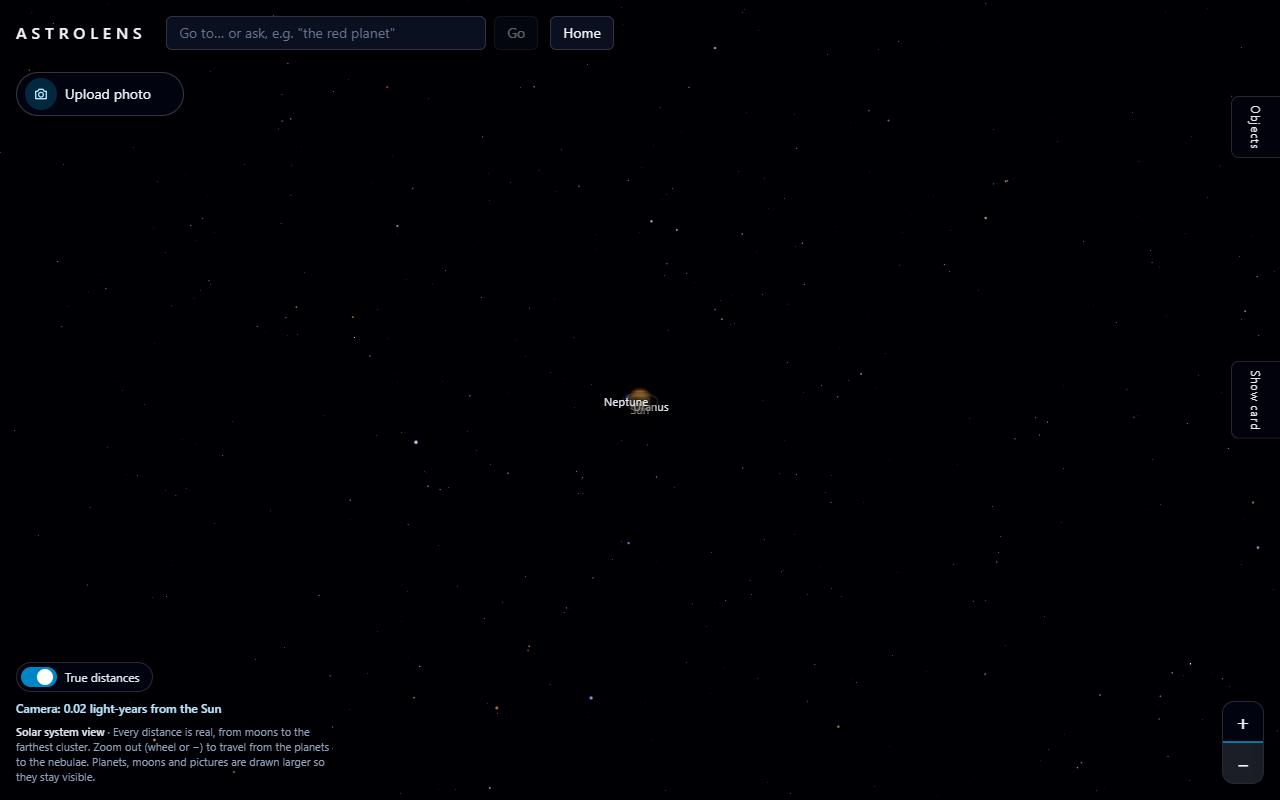 ASTROLENS
Go to... or ask, e.g. "the red planet"
Go
Home
Upload photo
Objects
Neptune
Uranus
Sun
Show card
True distances
Camera: 0.02 light-years from the Sun
Solar system view · Every distance is real, from moons to the
farthest cluster. Zoom out (wheel or −) to travel from the planets
to the nebulae. Planets, moons and pictures are drawn larger so
they stay visible.
+
−